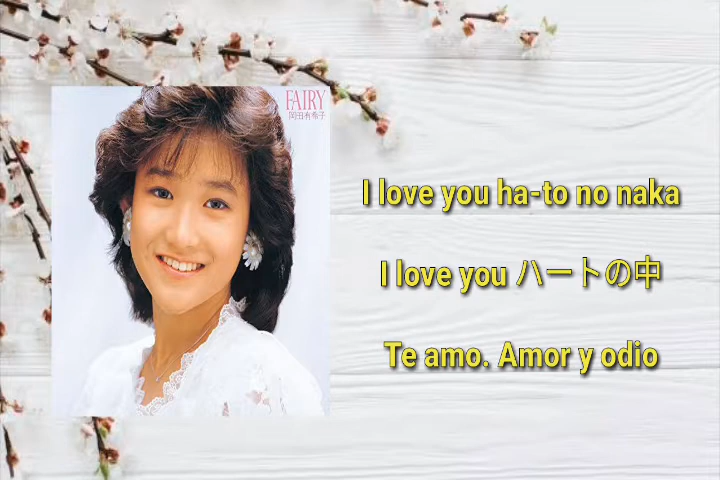 FAIRY
岡田有希子
I love you ha-to no naka
I love you ハートの中
Te amo. Amor y odio